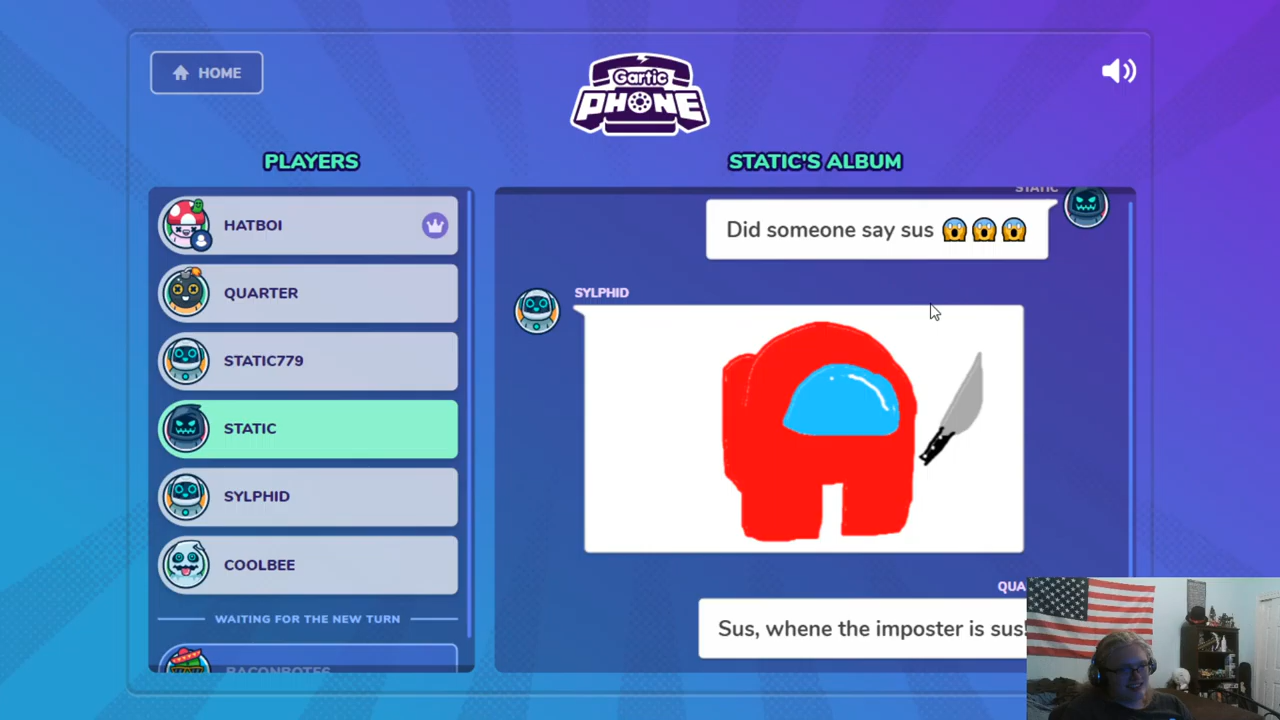 HOME
Gartic
PHONE
PLAYERS
STATIC'S ALBUM
HATBOI
QUARTER
STATIC779
STATIC
SYLPHID
COOLBEE
WAITING FOR THE NEW TURN
BACONBOTES
STATIC
Did someone say sus 😱😱😱
SYLPHID
QUA
Sus, whene the imposter is sus!